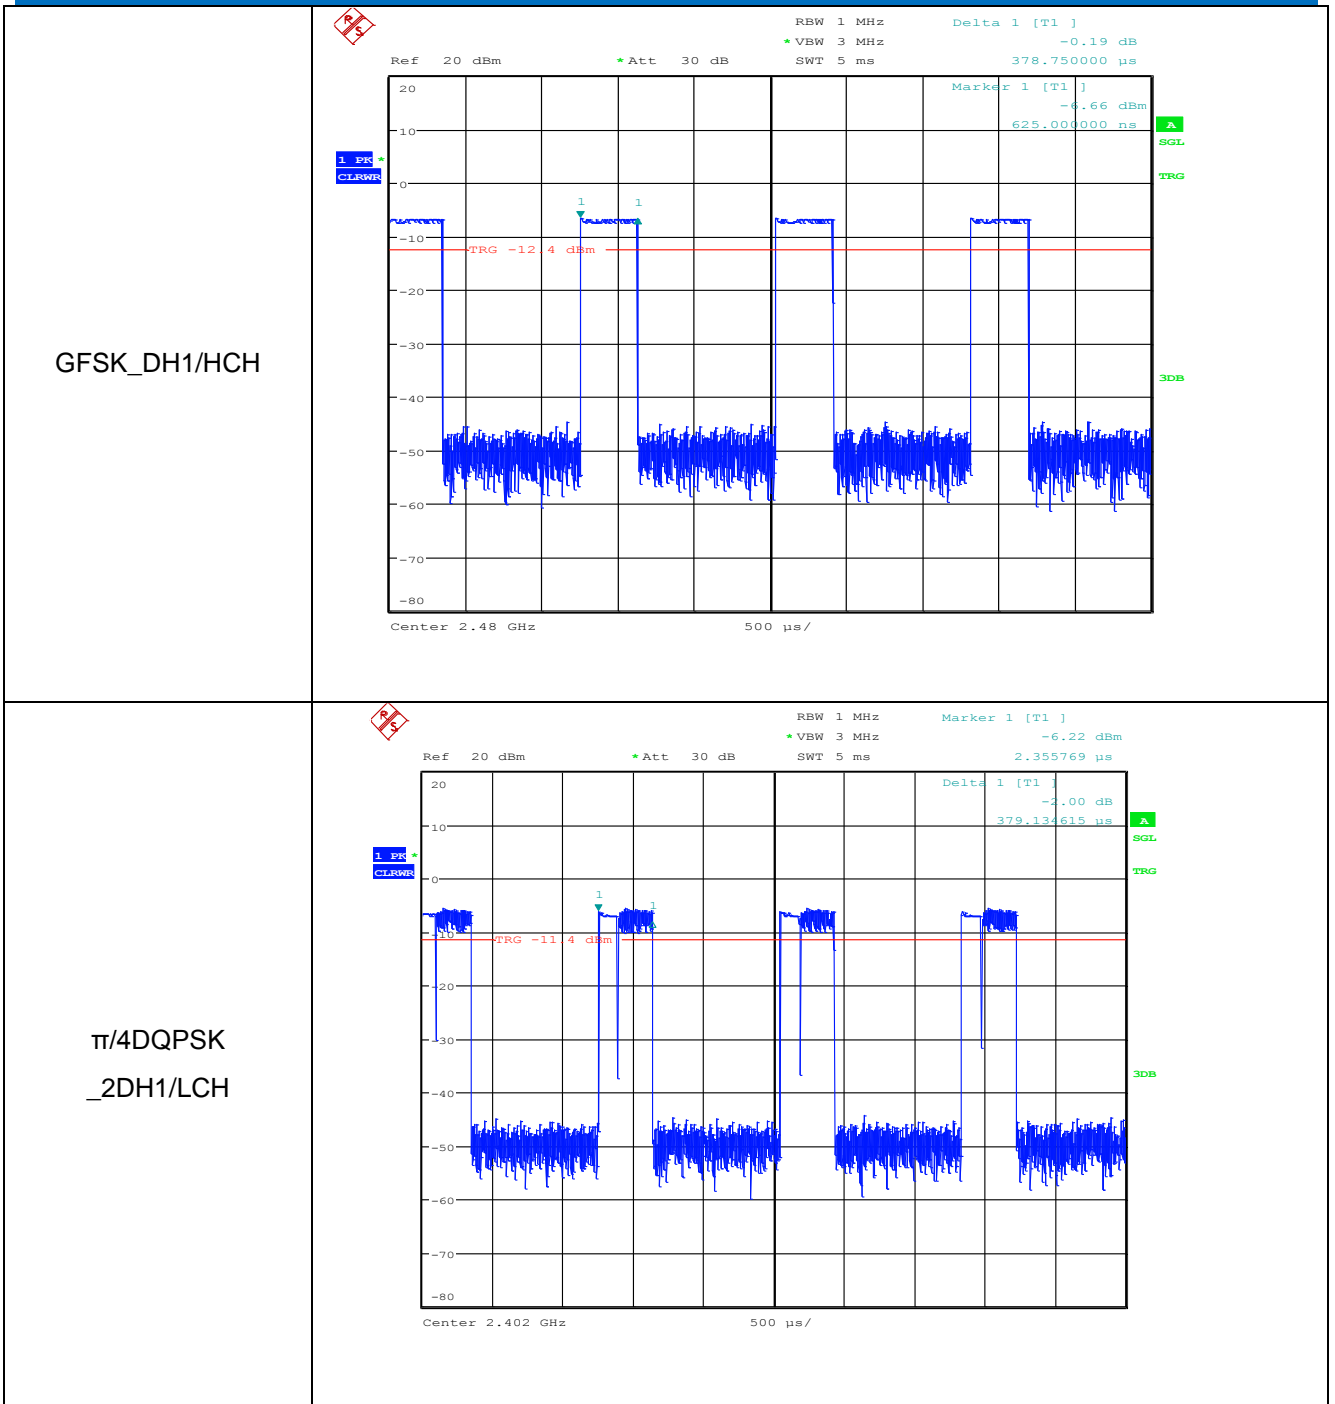 GFSK_DH1/HCH
R
S
RBW 1 MHz
Delta 1 [T1 ]
* VBW 3 MHz
-0.19 dB
Ref 20 dBm
* Att 30 dB
SWT 5 ms
378.750000 µs
20
Marker 1 [T1 ]
-6.66 dBm
625.000000 ns
A
10
SGL
1 PK *
CLRWR
TRG
0
1
1
-10
TRG -12.4 dBm
-20
-30
3DB
-40
-50
-60
-70
-80
Center 2.48 GHz
500 µs/
π/4DQPSK
_2DH1/LCH
R
S
RBW 1 MHz
Marker 1 [T1 ]
* VBW 3 MHz
-6.22 dBm
Ref 20 dBm
* Att 30 dB
SWT 5 ms
2.355769 µs
20
Delta 1 [T1 ]
-2.00 dB
379.134615 µs
A
10
SGL
1 PK *
CLRWR
TRG
0
1
1
-10
TRG -11.4 dBm
-20
-30
3DB
-40
-50
-60
-70
-80
Center 2.402 GHz
500 µs/